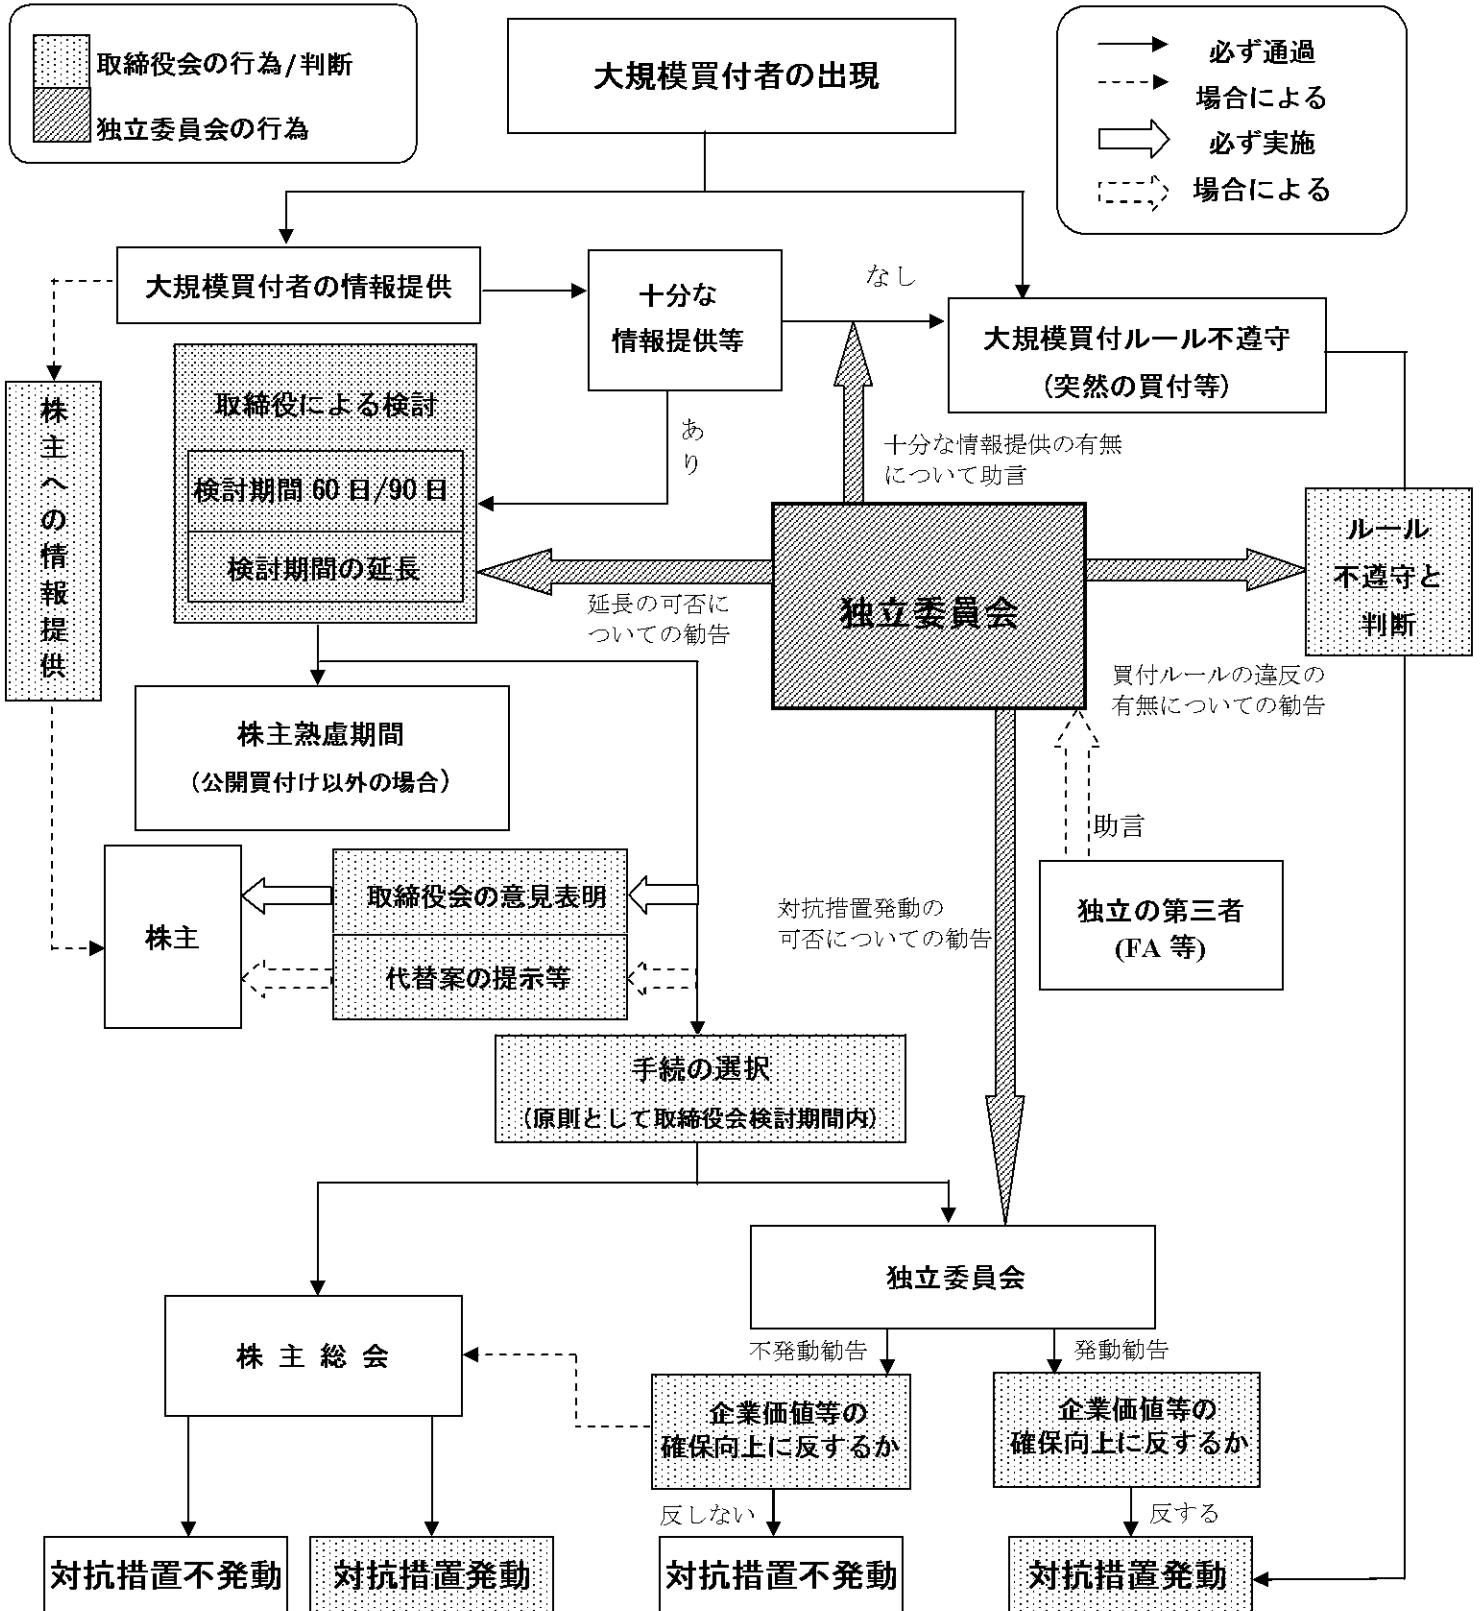 取締役会の行為/判断
独立委員会の行為
大規模買付者の出現
必ず通過
場合による
必ず実施
場合による
大規模買付者の情報提供
十分な
情報提供等
なし
大規模買付ルール不遵守
(突然の買付等)
あり
株主への情報提供
取締役による検討
検討期間 60 日/90 日
検討期間の延長
十分な情報提供の有無
について助言
独立委員会
延長の可否に
ついての勧告
ルール
不遵守と
判断
買付ルールの違反の
有無についての勧告
株主熟慮期間
(公開買付け以外の場合)
助言
独立の第三者
(FA 等)
株主
取締役会の意見表明
代替案の提示等
対抗措置発動の
可否についての勧告
手続の選択
(原則として取締役会検討期間内)
独立委員会
株 主 総 会
不発動勧告
発動勧告
企業価値等の
確保向上に反するか
企業価値等の
確保向上に反するか
反しない
反する
対抗措置不発動
対抗措置発動
対抗措置不発動
対抗措置発動